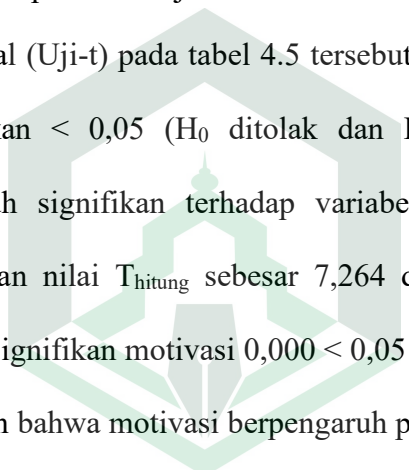 al (Uji-t) pada tabel 4.5 tersebut
an < 0,05 (H₀ ditolak dan
h signifikan terhadap variabe
an nilai Thitung sebesar 7,264
ignifikan motivasi 0,000 < 0,05
bahwa motivasi berpengaruh p